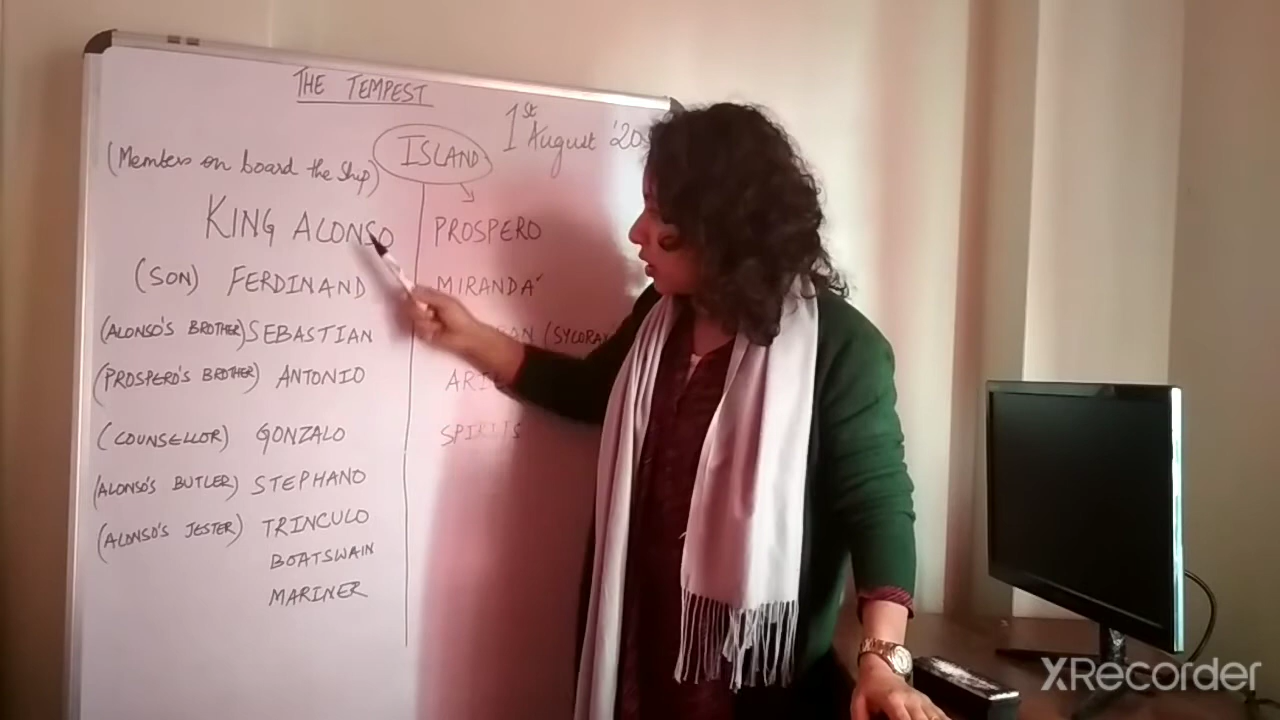 THE TEMPEST
1st August '20
(Members on board the ship)
ISLAND
KING ALONSO
(SON) FERDINAND
(ALONSO'S BROTHER) SEBASTIAN
(PROSPERO'S BROTHER) ANTONIO
(COUNSELLOR) GONZALO
(ALONSO'S BUTLER) STEPHANO
(ALONSO'S JESTER) TRINCULO
BOATSWAIN
MARINER
PROSPERO
MIRANDA
SPIRITS
XRecorder